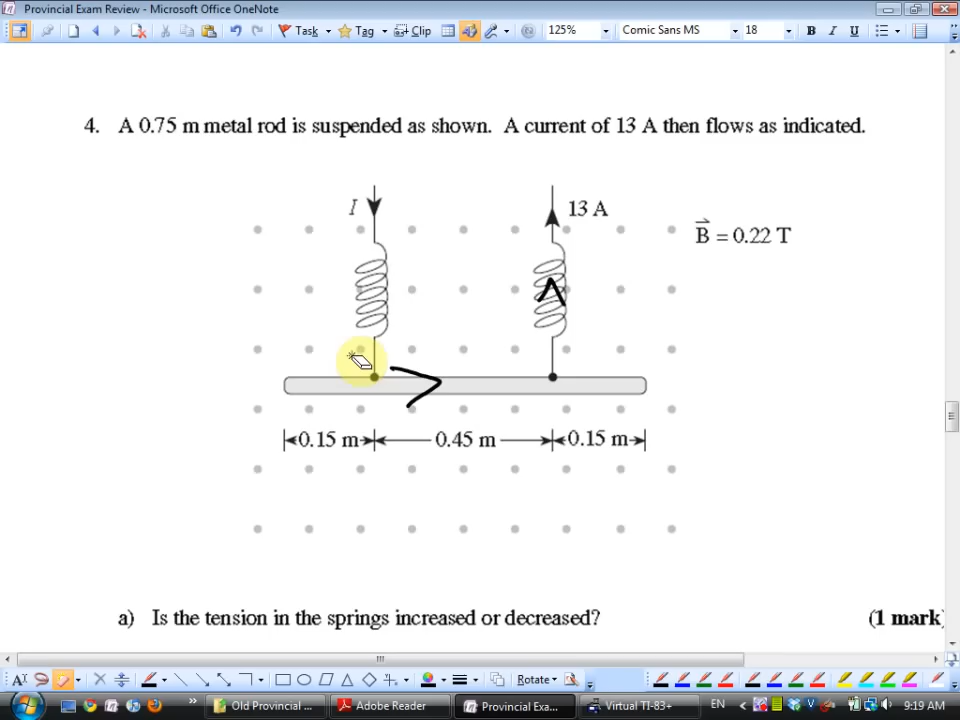 Provincial Exam Review - Microsoft Office OneNote
Task Tag Clip 125% Comic Sans MS 18 B I U
4. A 0.75 m metal rod is suspended as shown. A current of 13 A then flows as indicated.
I 13 A
B = 0.22 T
0.15 m 0.45 m 0.15 m
a) Is the tension in the springs increased or decreased? (1 mark)
A Rotate
Old Provincial ... Adobe Reader Provincial Exa... Virtual TI-83+ EN 9:19 AM